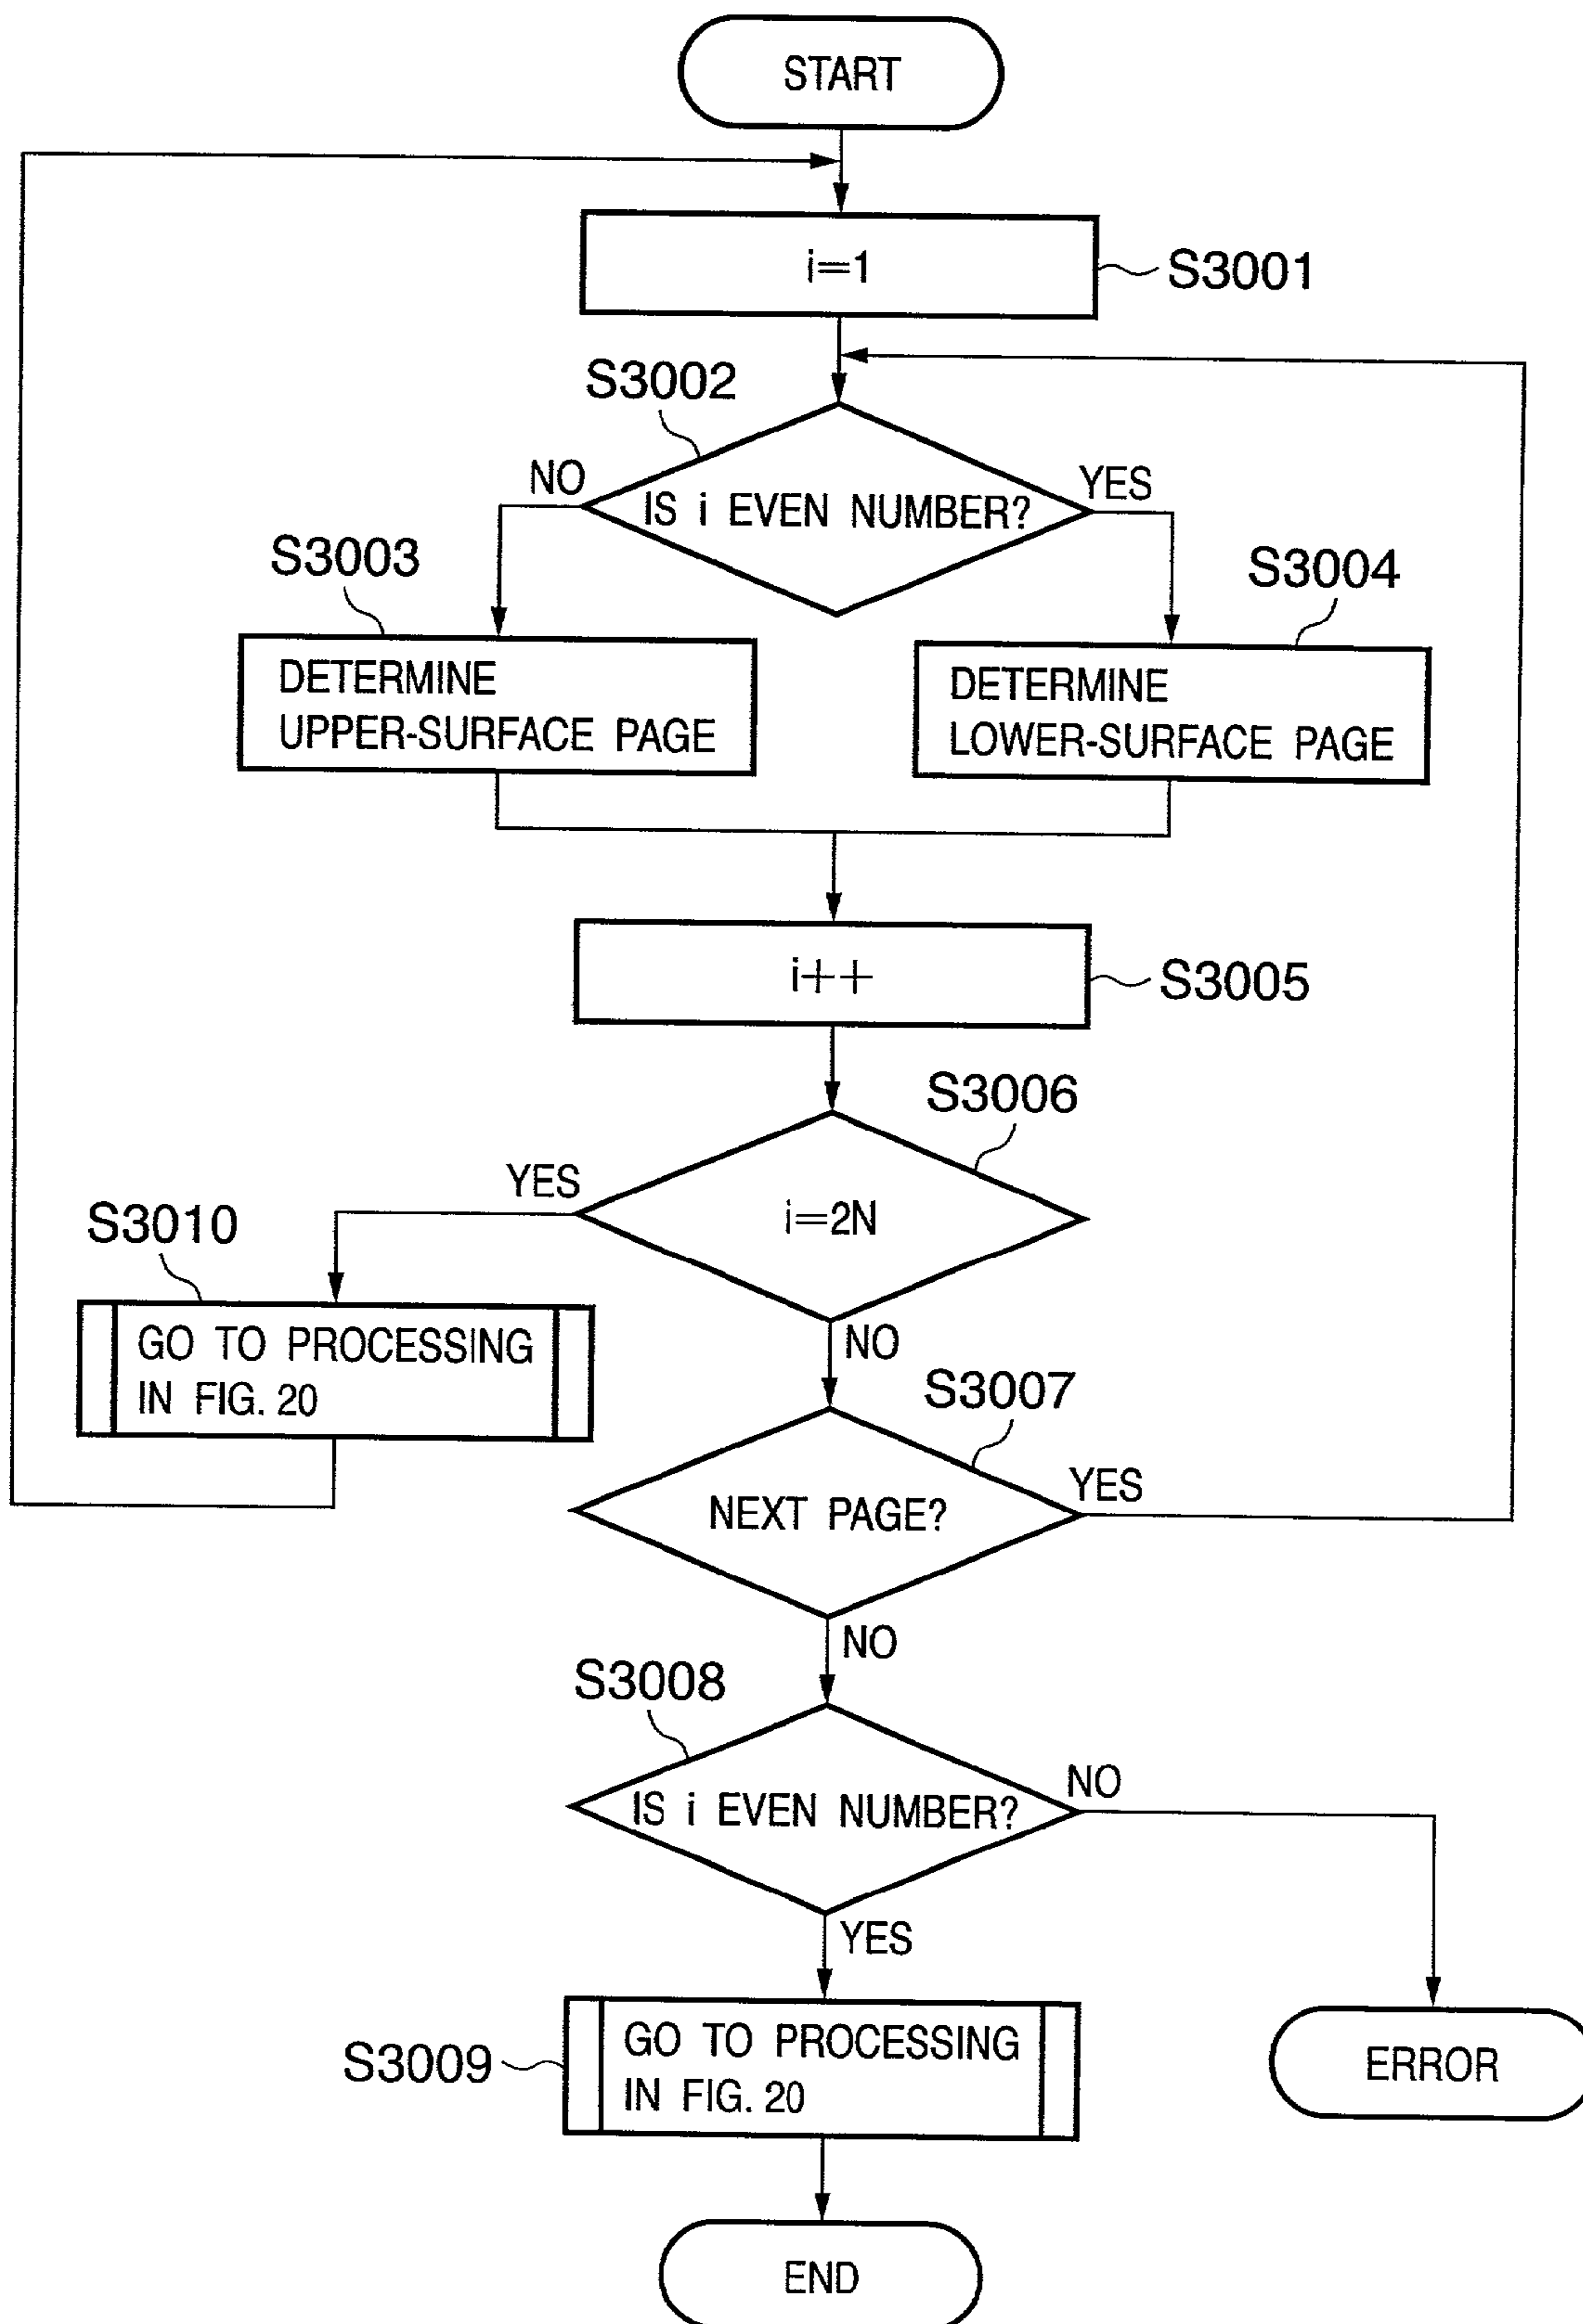 START
i=1
S3001
S3002
NO
IS i EVEN NUMBER?
YES
S3003
S3004
DETERMINE
UPPER-SURFACE PAGE
DETERMINE
LOWER-SURFACE PAGE
i++
S3005
S3006
YES
i=2N
S3010
GO TO PROCESSING
IN FIG. 20
NO
S3007
NEXT PAGE?
YES
NO
S3008
IS i EVEN NUMBER?
NO
YES
S3009
GO TO PROCESSING
IN FIG. 20
ERROR
END